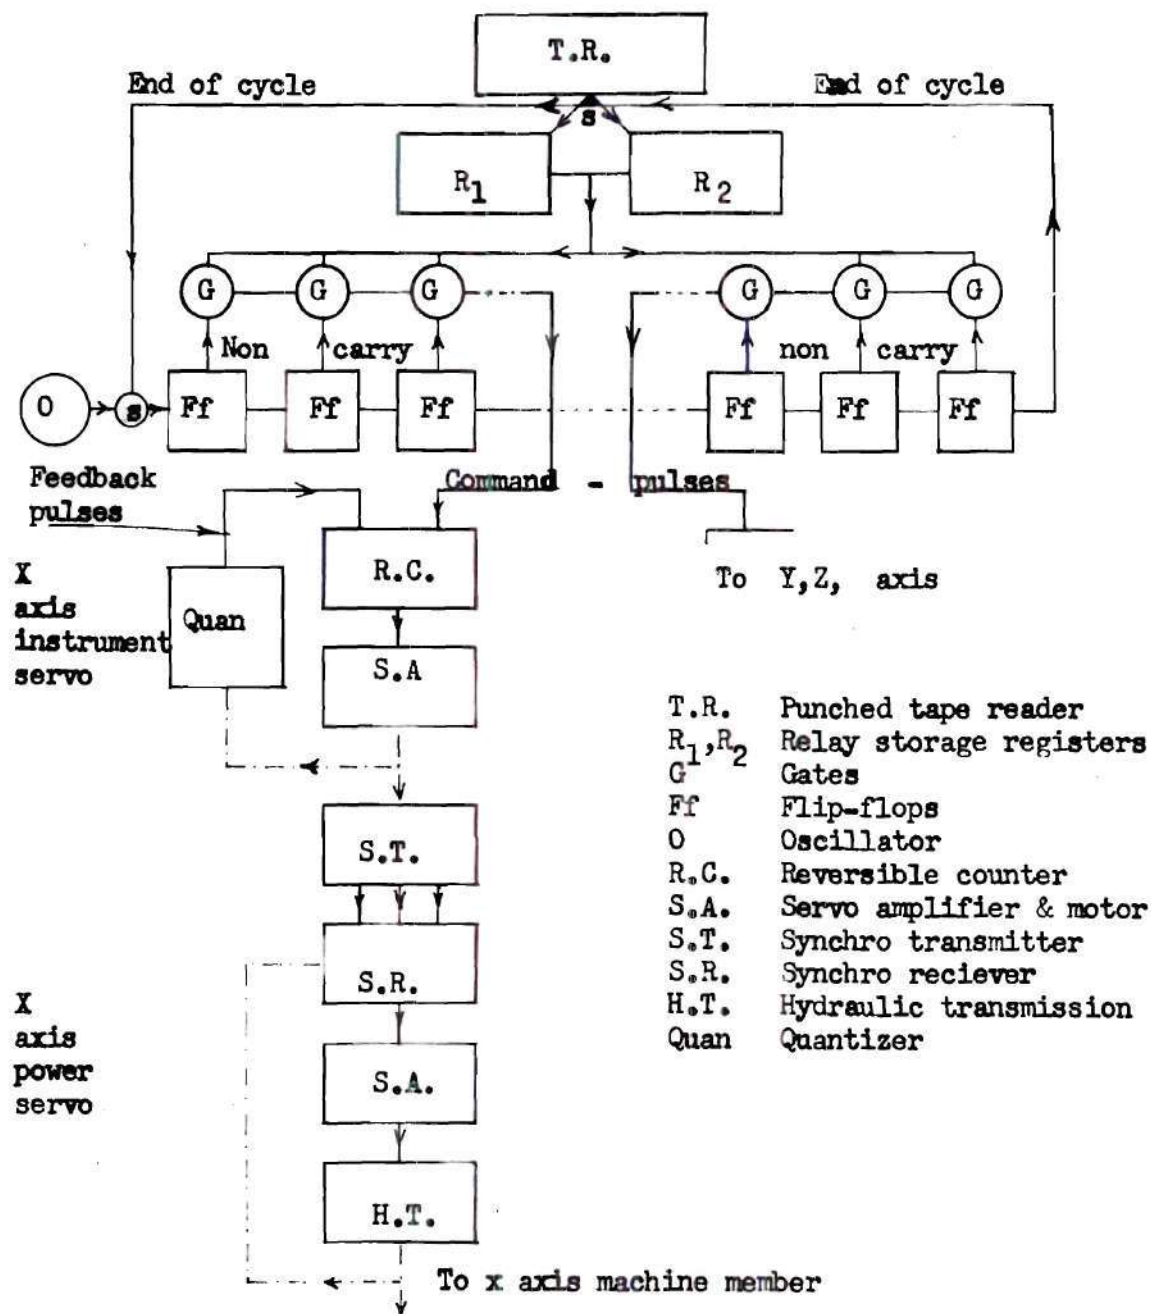 T.R.
End of cycle
End of cycle
s
R1
R2
G
G
G
G
G
G
Non carry
non carry
O
s
Ff
Ff
Ff
Ff
Ff
Ff
Feedback
pulses
Command - pulses
R.C.
To Y,Z, axis
X
axis
instrument
servo
Quan
S.A
T.R. Punched tape reader
R1,R2 Relay storage registers
G Gates
Ff Flip-flops
O Oscillator
R.C. Reversible counter
S.A. Servo amplifier & motor
S.T. Synchro transmitter
S.R. Synchro reciever
H.T. Hydraulic transmission
Quan Quantizer
S.T.
S.R.
X
axis
power
servo
S.A.
H.T.
To x axis machine member